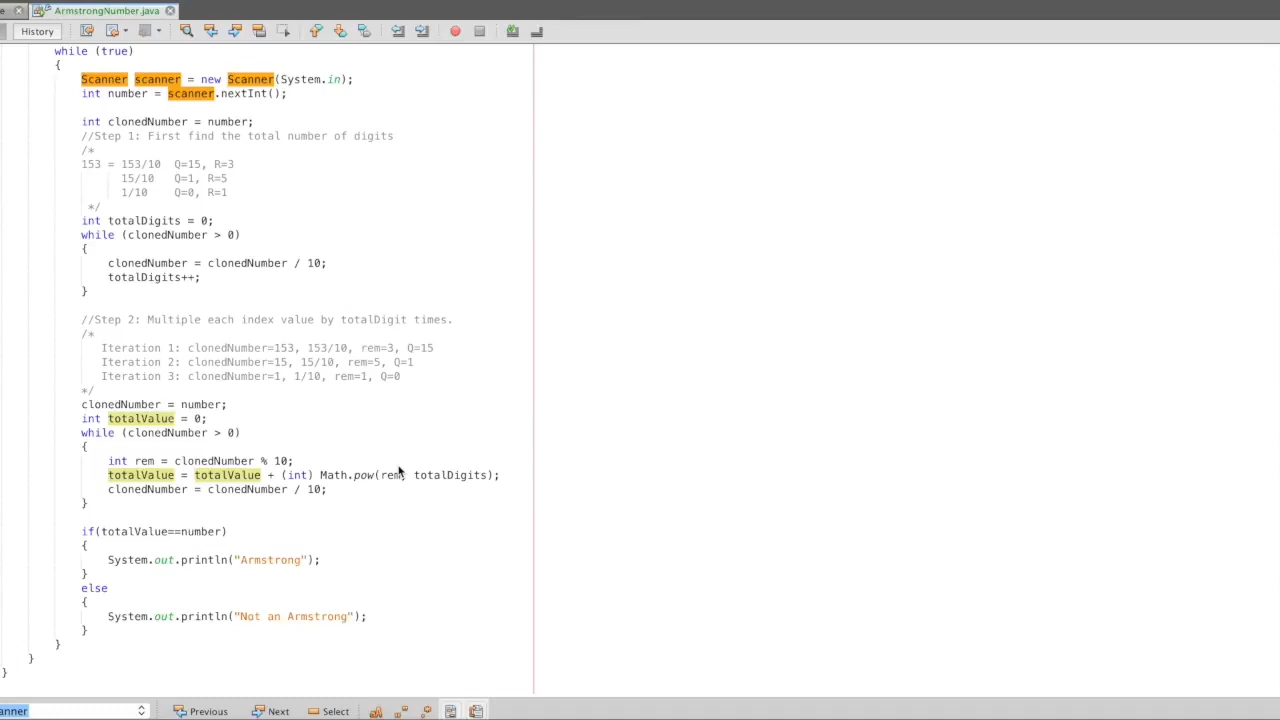 e ArmstrongNumber.java
History
while (true)
{
Scanner scanner = new Scanner(System.in);
int number = scanner.nextInt();
int clonedNumber = number;
//Step 1: First find the total number of digits
/*
153 = 153/10 Q=15, R=3
15/10 Q=1, R=5
1/10 Q=0, R=1
*/
int totalDigits = 0;
while (clonedNumber > 0)
{
clonedNumber = clonedNumber / 10;
totalDigits++;
}
//Step 2: Multiple each index value by totalDigit times.
/*
Iteration 1: clonedNumber=153, 153/10, rem=3, Q=15
Iteration 2: clonedNumber=15, 15/10, rem=5, Q=1
Iteration 3: clonedNumber=1, 1/10, rem=1, Q=0
*/
clonedNumber = number;
int totalValue = 0;
while (clonedNumber > 0)
{
int rem = clonedNumber % 10;
totalValue = totalValue + (int) Math.pow(rem, totalDigits);
clonedNumber = clonedNumber / 10;
}
if(totalValue==number)
{
System.out.println("Armstrong");
}
else
{
System.out.println("Not an Armstrong");
}
}
}
}
anner Previous Next Select